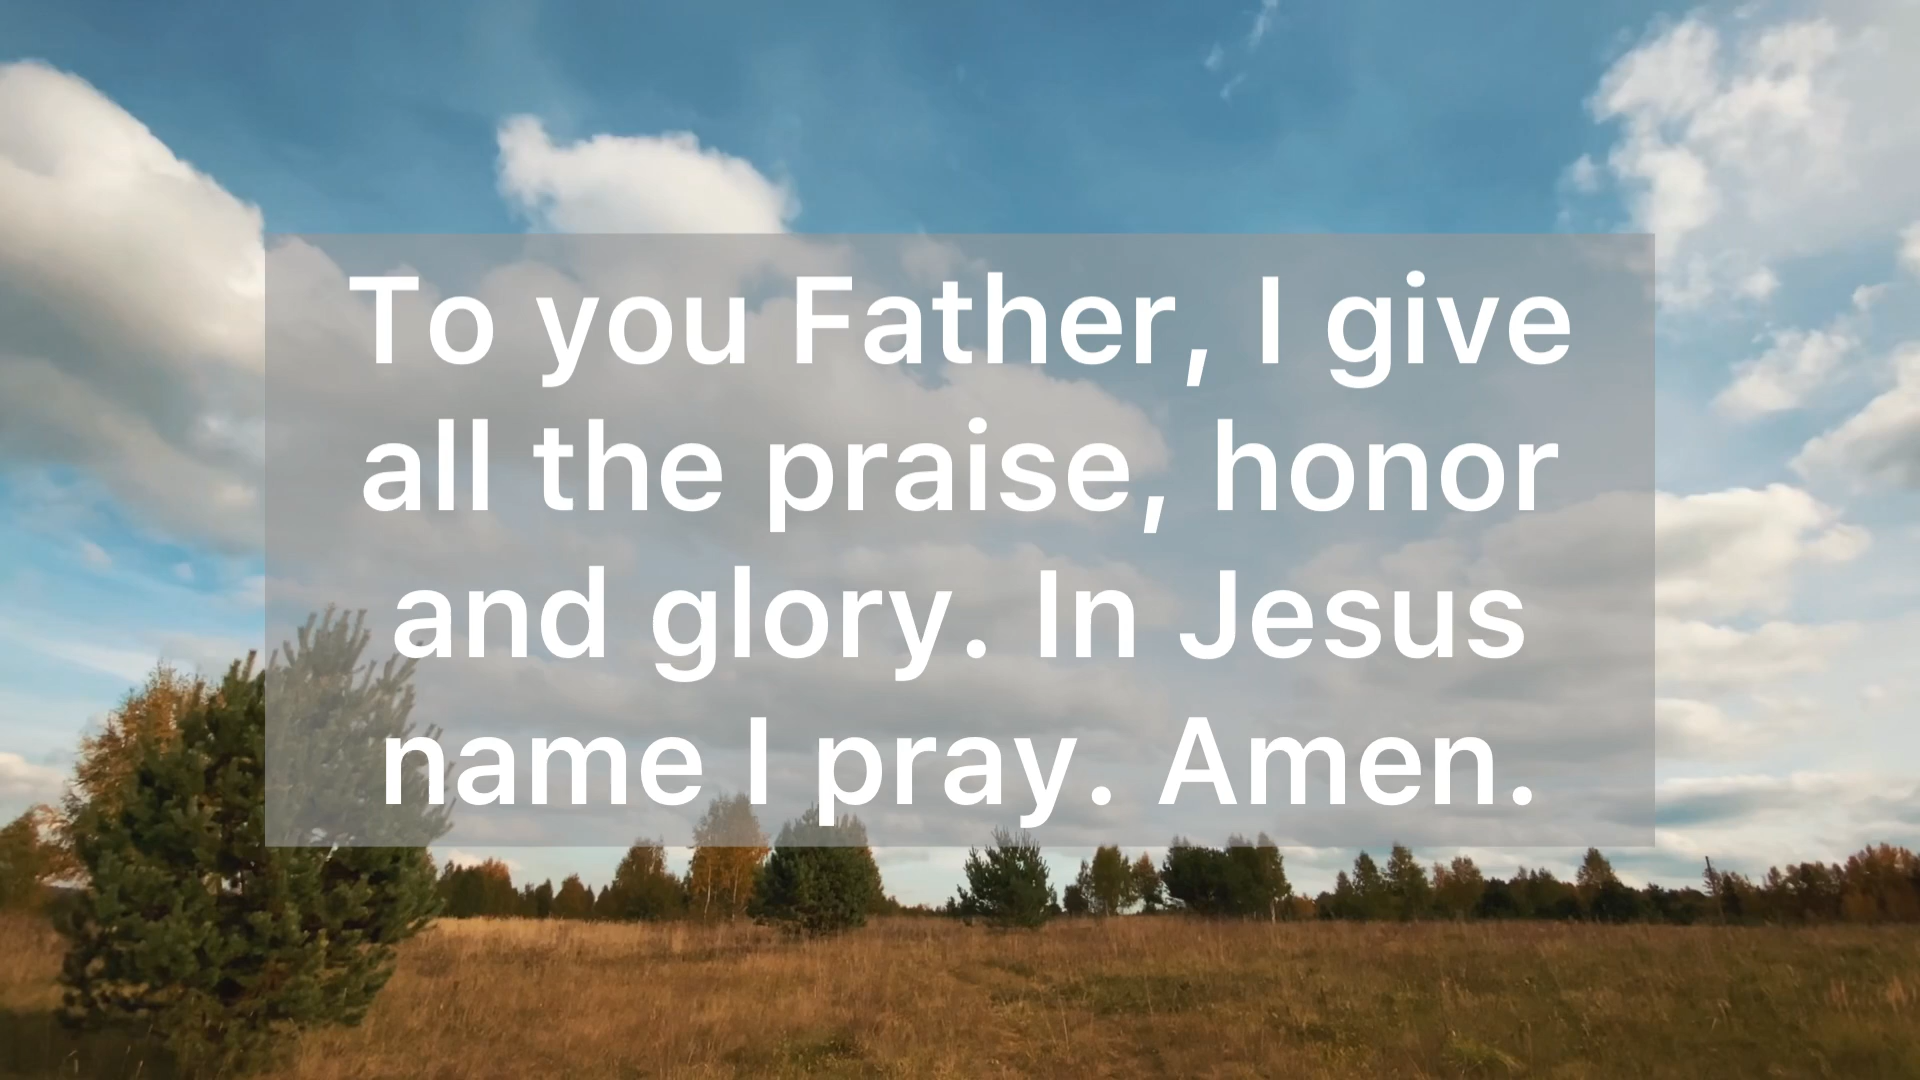 To you Father, I give
all the praise, honor
and glory. In Jesus
name I pray. Amen.